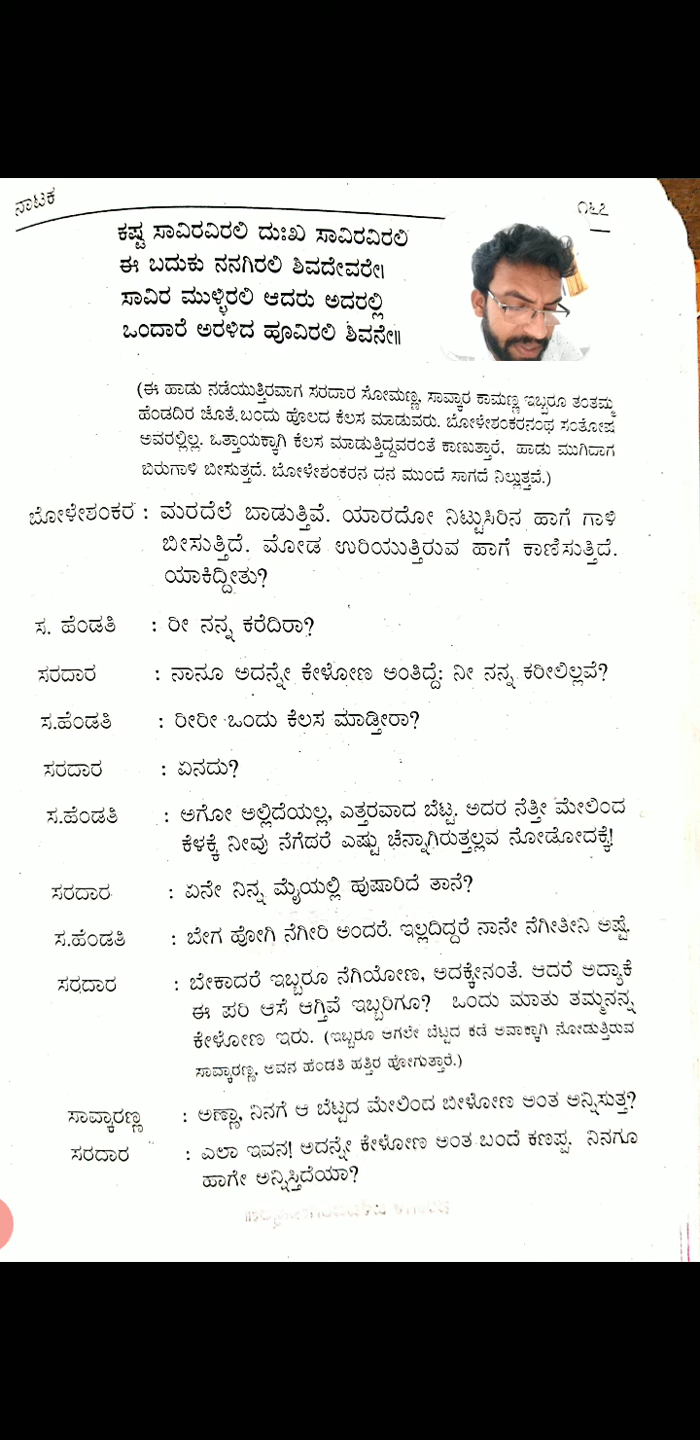 ನಾಟಕ
೧೬೭
ಕಷ್ಟ ಸಾವಿರವಿರಲಿ ದುಃಖ ಸಾವಿರವಿರಲಿ
ಈ ಬದುಕು ನನಗಿರಲಿ ಶಿವದೇವರೇ।
ಸಾವಿರ ಮುಳ್ಳಿರಲಿ ಆದರು ಅದರಲ್ಲಿ
ಒಂದಾರೆ ಅರಳಿದ ಹೂವಿರಲಿ ಶಿವನೇ॥
(ಈ ಹಾಡು ನಡೆಯುತ್ತಿರವಾಗ ಸರದಾರ ಸೋಮಣ್ಣ, ಸಾವ್ಕಾರ ಕಾಮಣ್ಣ ಇಬ್ಬರೂ ತಂತಮ್ಮ
ಹೆಂಡದಿರ ಜೊತೆ ಬಂದು ಹೊಲದ ಕೆಲಸ ಮಾಡುವರು. ಬೋಳೇಶಂಕರನಂಥ ಸಂತೋಷ
ಅವರಲ್ಲಿಲ್ಲ. ಒತ್ತಾಯಕ್ಕಾಗಿ ಕೆಲಸ ಮಾಡುತ್ತಿದ್ದವರಂತೆ ಕಾಣುತ್ತಾರೆ. ಹಾಡು ಮುಗಿದಾಗ
ಬಿರುಗಾಳಿ ಬೀಸುತ್ತದೆ. ಬೋಳೇಶಂಕರನ ದನ ಮುಂದೆ ಸಾಗದೆ ನಿಲ್ಲುತ್ತವೆ.)
ಬೋಳೇಶಂಕರ : ಮರದೆಲೆ ಬಾಡುತ್ತಿವೆ. ಯಾರದೋ ನಿಟ್ಟುಸಿರಿನ ಹಾಗೆ ಗಾಳಿ
ಬೀಸುತ್ತಿದೆ. ಮೋಡ ಉರಿಯುತ್ತಿರುವ ಹಾಗೆ ಕಾಣಿಸುತ್ತಿದೆ.
ಯಾಕಿದ್ದೀತು?
ಸ. ಹೆಂಡತಿ : ರೀ ನನ್ನ ಕರೆದಿರಾ?
ಸರದಾರ : ನಾನೂ ಅದನ್ನೇ ಕೇಳೋಣ ಅಂತಿದ್ದೆ: ನೀ ನನ್ನ ಕರೀಲಿಲ್ಲವೆ?
ಸ.ಹೆಂಡತಿ : ರೀರೀ ಒಂದು ಕೆಲಸ ಮಾಡ್ತೀರಾ?
ಸರದಾರ : ಏನದು?
ಸ.ಹೆಂಡತಿ : ಅಗೋ ಅಲ್ಲಿದೆಯಲ್ಲ, ಎತ್ತರವಾದ ಬೆಟ್ಟ. ಅದರ ನೆತ್ತೀ ಮೇಲಿಂದ
ಕೆಳಕ್ಕೆ ನೀವು ನೆಗೆದರೆ ಎಷ್ಟು ಚೆನ್ನಾಗಿರುತ್ತಲ್ಲವ ನೋಡೋದಕ್ಕೆ!
ಸರದಾರ : ಏನೇ ನಿನ್ನ ಮೈಯಲ್ಲಿ ಹುಷಾರಿದೆ ತಾನೆ?
ಸ.ಹೆಂಡತಿ : ಬೇಗ ಹೋಗಿ ನೆಗೀರಿ ಅಂದರೆ. ಇಲ್ಲದಿದ್ದರೆ ನಾನೇ ನೆಗೀತೀನಿ ಅಷ್ಟೆ.
ಸರದಾರ : ಬೇಕಾದರೆ ಇಬ್ಬರೂ ನೆಗಿಯೋಣ, ಅದಕ್ಕೇನಂತೆ. ಆದರೆ ಅದ್ಯಾಕೆ
ಈ ಪರಿ ಆಸೆ ಆಗ್ತಿವೆ ಇಬ್ಬರಿಗೂ? ಒಂದು ಮಾತು ತಮ್ಮನನ್ನ
ಕೇಳೋಣ ಇರು. (ಇಬ್ಬರೂ ಆಗಲೇ ಬೆಟ್ಟದ ಕಡೆ ಅವಾಕ್ಕಾಗಿ ನೋಡುತ್ತಿರುವ
ಸಾವ್ಕಾರಣ್ಣ, ಅವನ ಹೆಂಡತಿ ಹತ್ತಿರ ಹೋಗುತ್ತಾರೆ.)
ಸಾವ್ಕಾರಣ್ಣ : ಅಣ್ಣಾ, ನಿನಗೆ ಆ ಬೆಟ್ಟದ ಮೇಲಿಂದ ಬೀಳೋಣ ಅಂತ ಅನ್ನಿಸುತ್ತ?
ಸರದಾರ : ಎಲಾ ಇವನ! ಅದನ್ನೇ ಕೇಳೋಣ ಅಂತ ಬಂದೆ ಕಣಪ್ಪ. ನಿನಗೂ
ಹಾಗೇ ಅನ್ನಿಸ್ತಿದೆಯಾ?